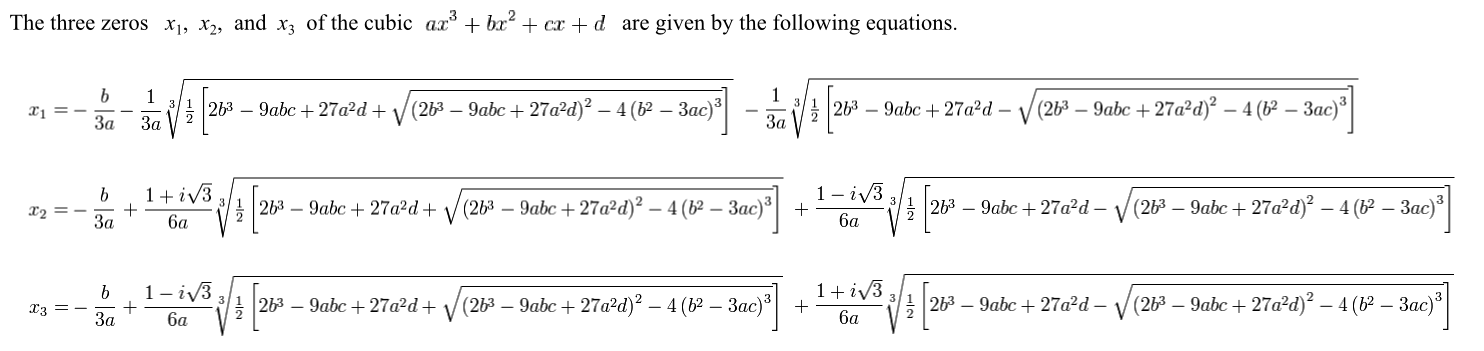 The three zeros x₁, x₂, and x₃ of the cubic ax³ + bx² + cx + d are given by the following equations.
x₁ = − b/(3a) − 1/(3a) ∛(½ [2b³ − 9abc + 27a²d + √((2b³ − 9abc + 27a²d)² − 4 (b² − 3ac)³)]) − 1/(3a) ∛(½ [2b³ − 9abc + 27a²d − √((2b³ − 9abc + 27a²d)² − 4 (b² − 3ac)³)])
x₂ = − b/(3a) + (1 + i√3)/(6a) ∛(½ [2b³ − 9abc + 27a²d + √((2b³ − 9abc + 27a²d)² − 4 (b² − 3ac)³)]) + (1 − i√3)/(6a) ∛(½ [2b³ − 9abc + 27a²d − √((2b³ − 9abc + 27a²d)² − 4 (b² − 3ac)³)])
x₃ = − b/(3a) + (1 − i√3)/(6a) ∛(½ [2b³ − 9abc + 27a²d + √((2b³ − 9abc + 27a²d)² − 4 (b² − 3ac)³)]) + (1 + i√3)/(6a) ∛(½ [2b³ − 9abc + 27a²d − √((2b³ − 9abc + 27a²d)² − 4 (b² − 3ac)³)])